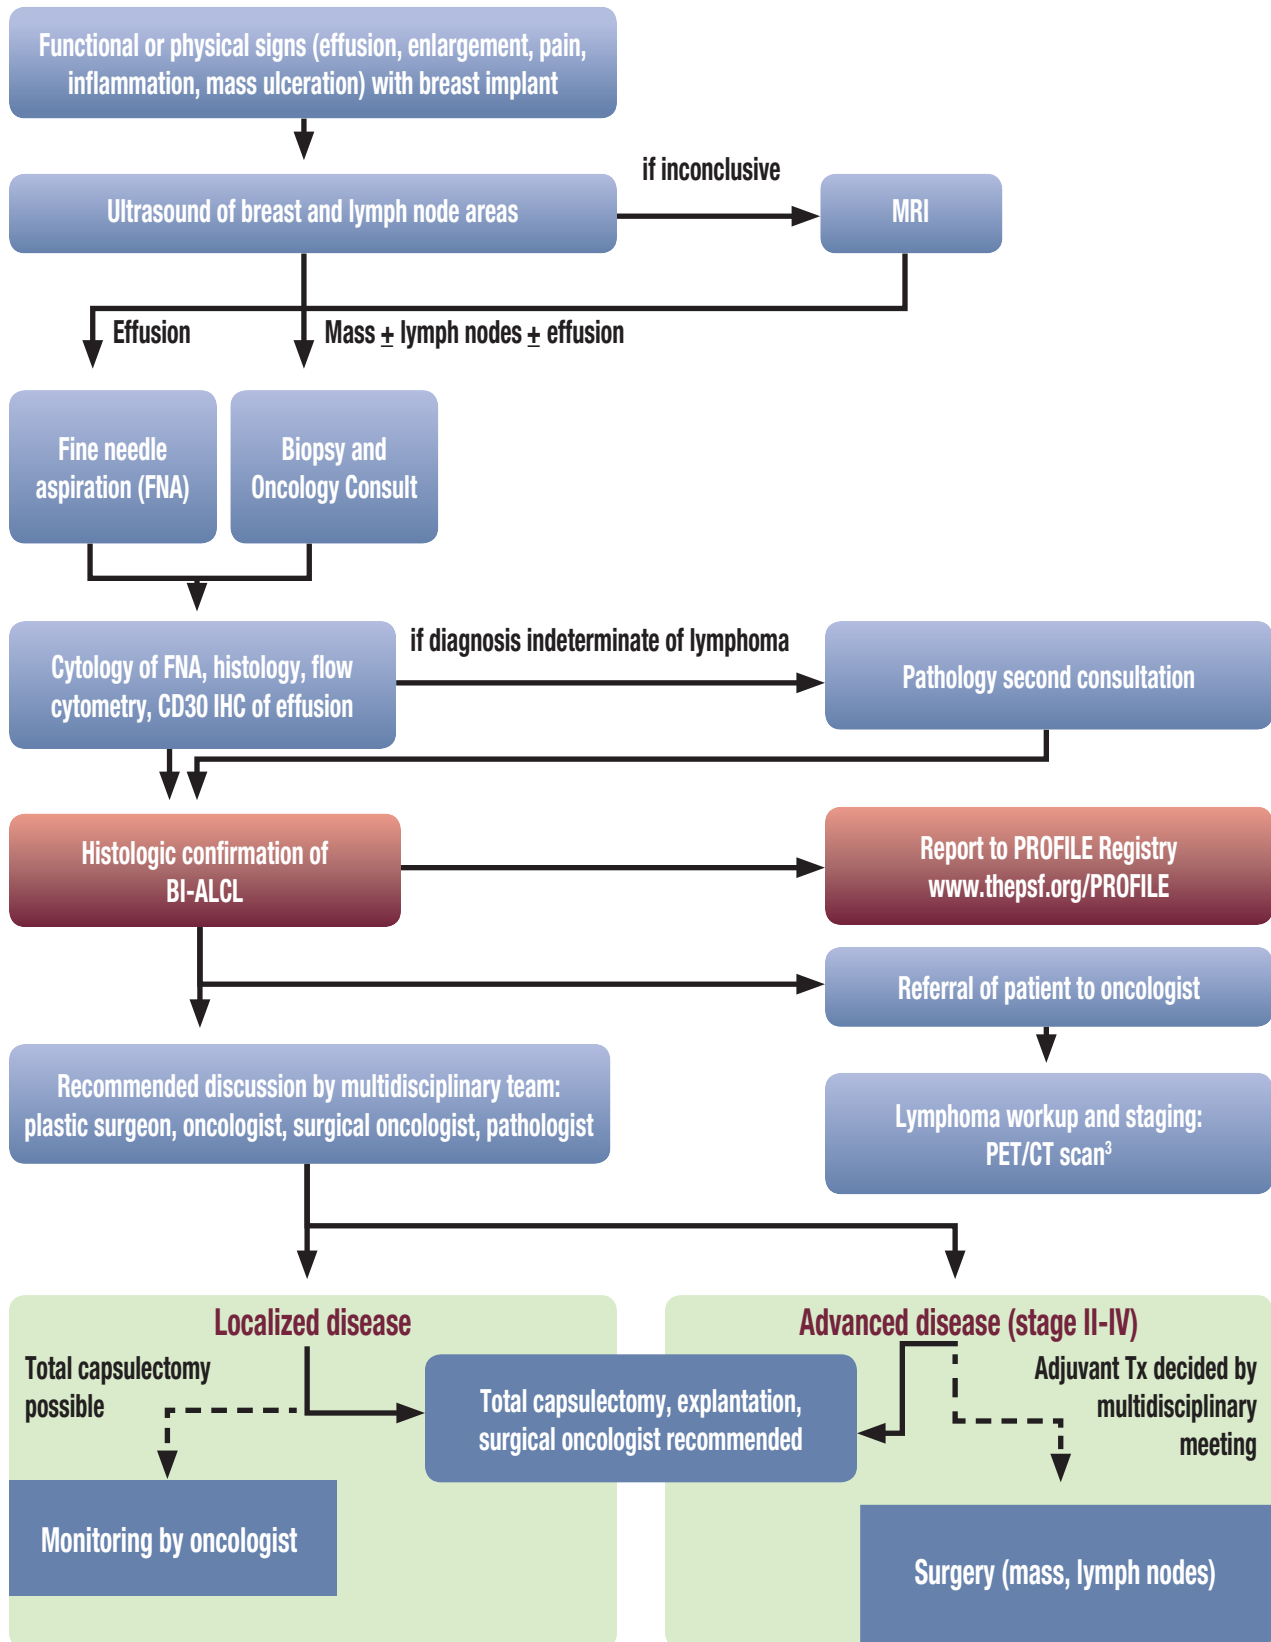 Functional or physical signs (effusion, enlargement, pain,
inflammation, mass ulceration) with breast implant
if inconclusive
Ultrasound of breast and lymph node areas
MRI
Effusion
Mass ± lymph nodes ± effusion
Fine needle
aspiration (FNA)
Biopsy and
Oncology Consult
if diagnosis indeterminate of lymphoma
Cytology of FNA, histology, flow
cytometry, CD30 IHC of effusion
Pathology second consultation
Histologic confirmation of
BI-ALCL
Report to PROFILE Registry
www.thepsf.org/PROFILE
Referral of patient to oncologist
Recommended discussion by multidisciplinary team:
plastic surgeon, oncologist, surgical oncologist, pathologist
Lymphoma workup and staging:
PET/CT scan³
Localized disease
Total capsulectomy
possible
Total capsulectomy, explantation,
surgical oncologist recommended
Monitoring by oncologist
Advanced disease (stage II-IV)
Adjuvant Tx decided by
multidisciplinary
meeting
Surgery (mass, lymph nodes)